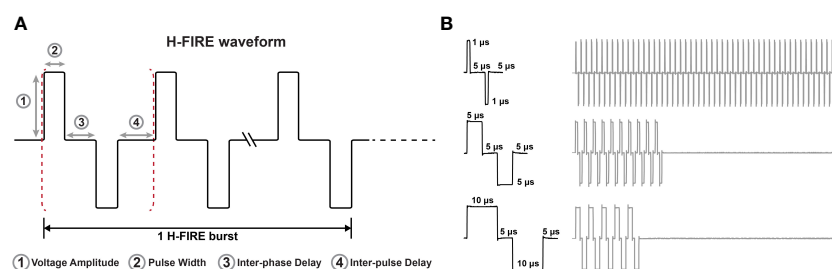 A
H-FIRE waveform
2
1
3
4
1 H-FIRE burst
1 Voltage Amplitude 2 Pulse Width 3 Inter-phase Delay 4 Inter-pulse Delay
B
1 μs
5 μs 5 μs
1 μs
5 μs
5 μs 5 μs
5 μs
10 μs
5 μs 5 μs
10 μs